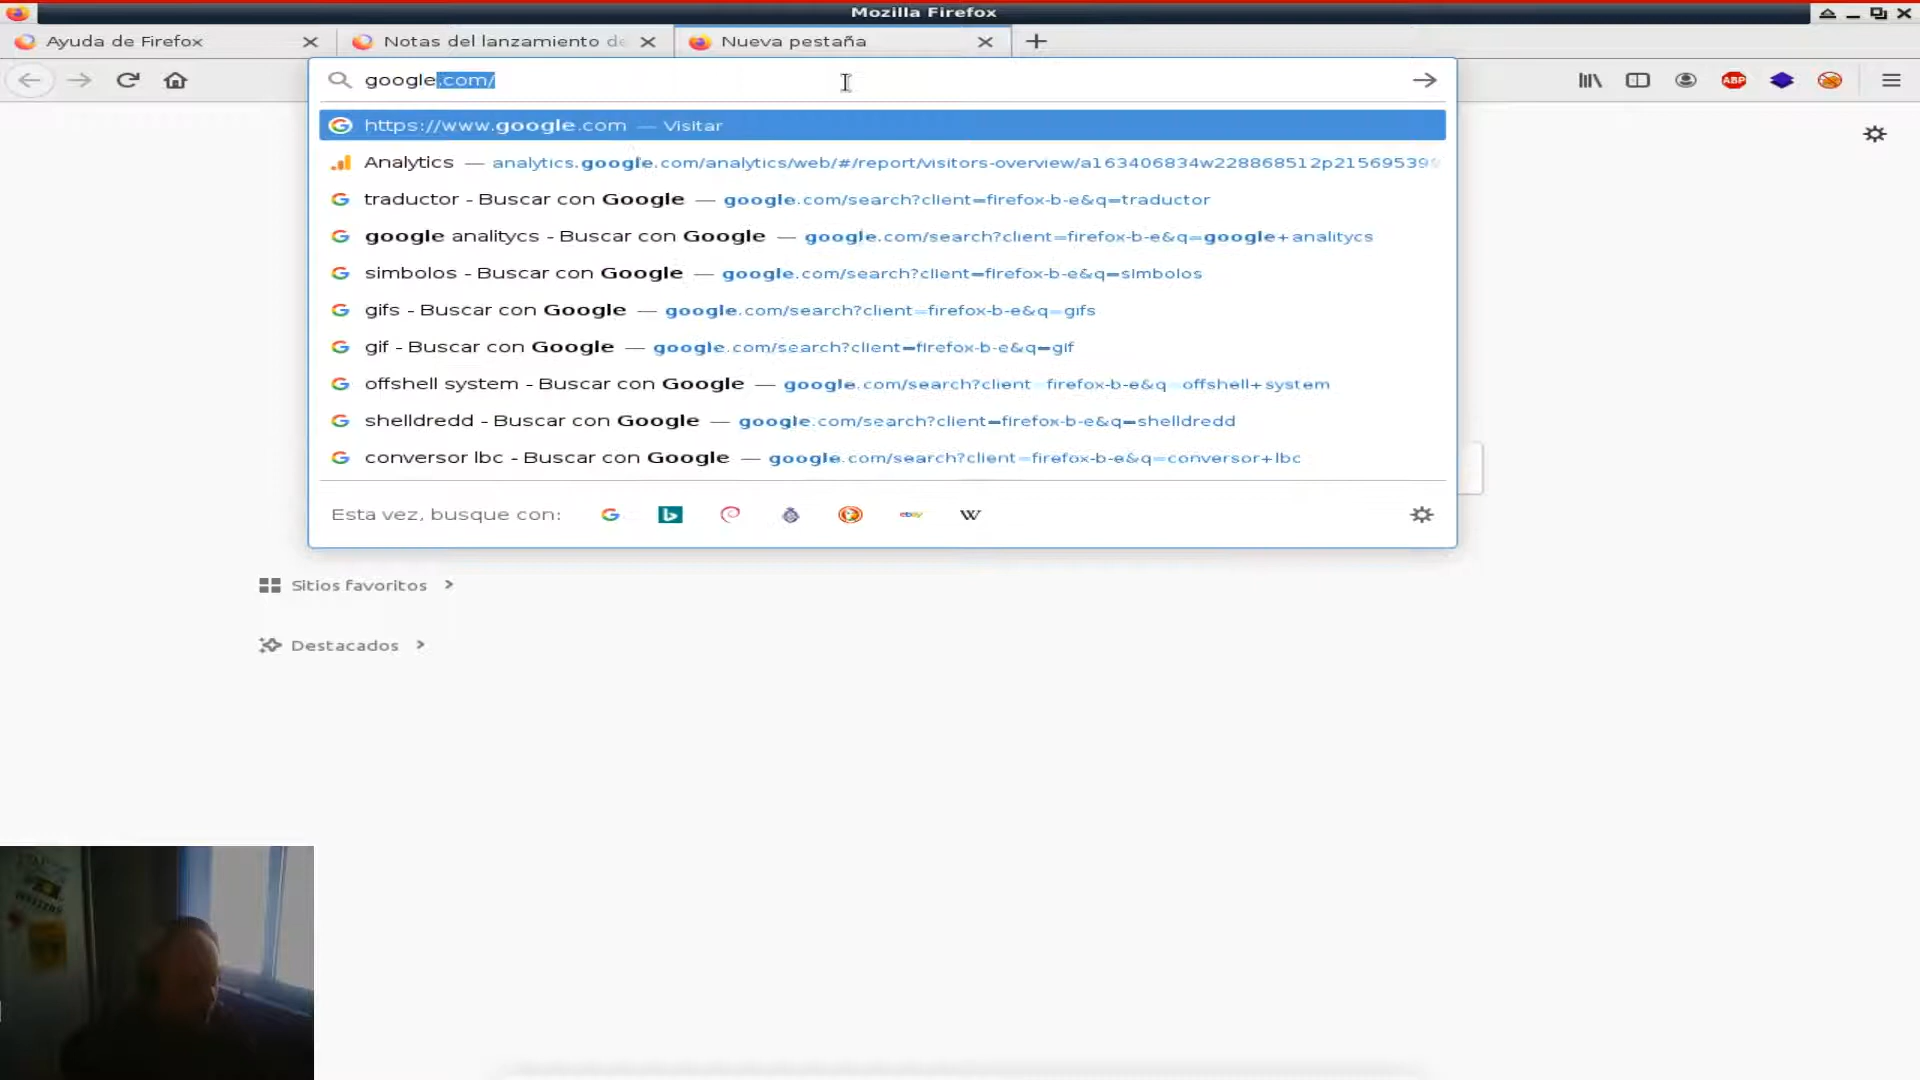 Mozilla Firefox
Ayuda de Firefox
Notas del lanzamiento de
Nueva pestaña
google.com/
ABP
https://www.google.com — Visitar
Analytics — analytics.google.com/analytics/web/#/report/visitors-overview/a163406834w228868512p21569539
traductor - Buscar con Google — google.com/search?client=firefox-b-e&q=traductor
google analitycs - Buscar con Google — google.com/search?client=firefox-b-e&q=google+analitycs
simbolos - Buscar con Google — google.com/search?client=firefox-b-e&q=simbolos
gifs - Buscar con Google — google.com/search?client=firefox-b-e&q=gifs
gif - Buscar con Google — google.com/search?client=firefox-b-e&q=gif
offshell system - Buscar con Google — google.com/search?client=firefox-b-e&q=offshell+system
shelldredd - Buscar con Google — google.com/search?client=firefox-b-e&q=shelldredd
conversor lbc - Buscar con Google — google.com/search?client=firefox-b-e&q=conversor+lbc
Esta vez, busque con:
ebay
W
Sitios favoritos
Destacados